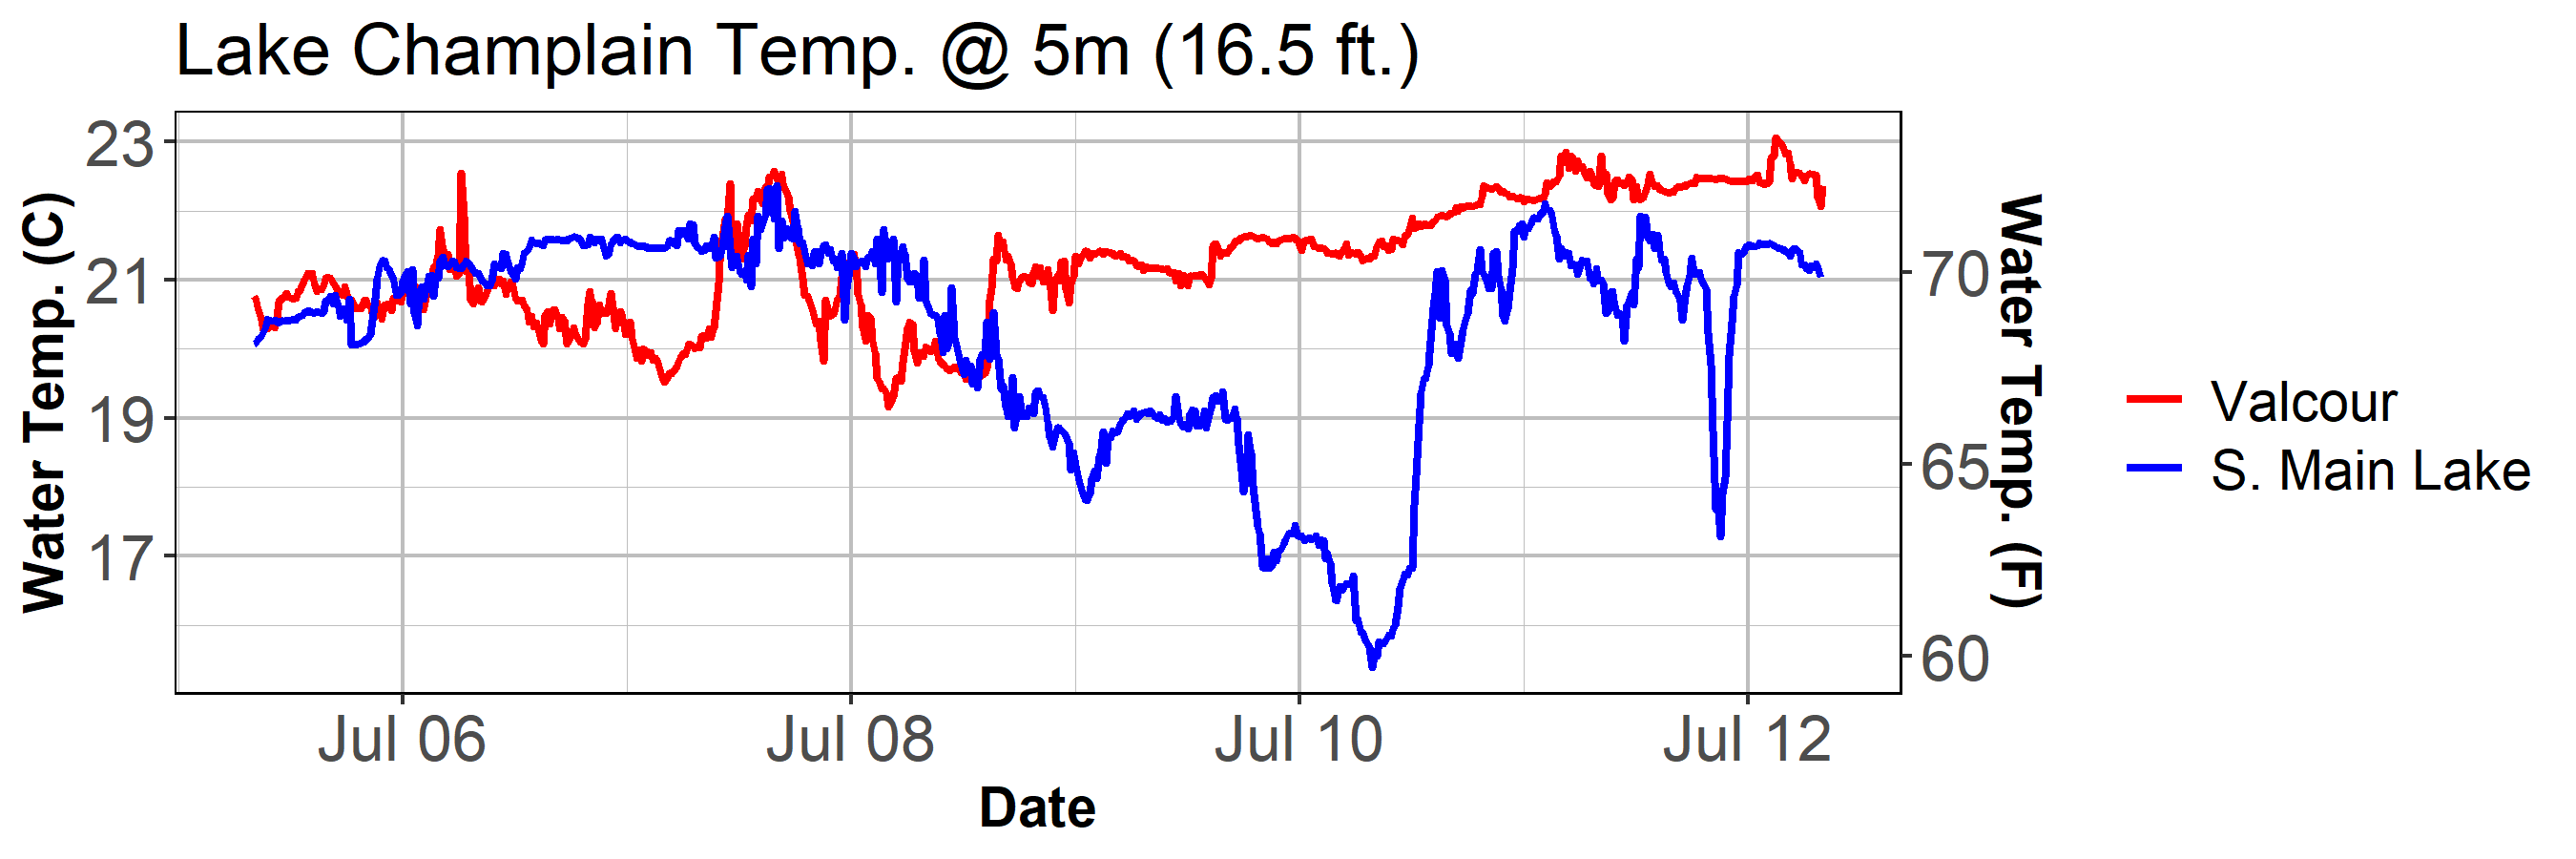 Lake Champlain Temp. @ 5m (16.5 ft.)
Water Temp. (C)
23
21
19
17
Water Temp. (F)
70
65
60
Jul 06
Jul 08
Jul 10
Jul 12
Date
Valcour
S. Main Lake